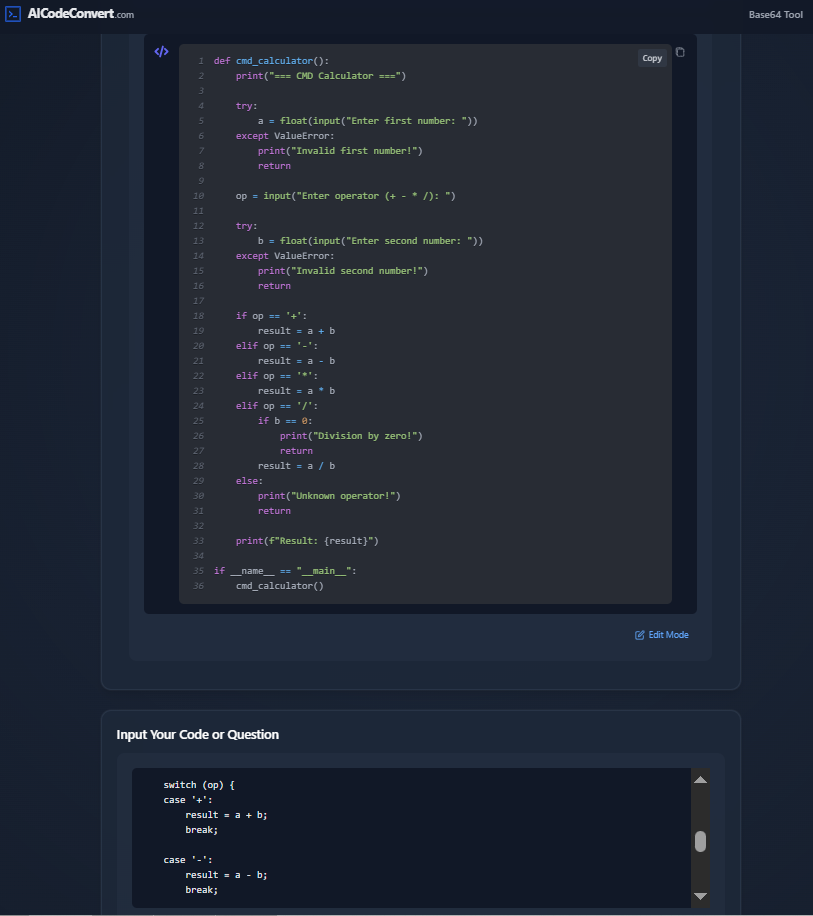 AICodeConvert.com
Base64 Tool
Copy
1 def cmd_calculator():
2     print("=== CMD Calculator ===")
3
4     try:
5         a = float(input("Enter first number: "))
6     except ValueError:
7         print("Invalid first number!")
8         return
9
10     op = input("Enter operator (+ - * /): ")
11
12     try:
13         b = float(input("Enter second number: "))
14     except ValueError:
15         print("Invalid second number!")
16         return
17
18     if op == '+':
19         result = a + b
20     elif op == '-':
21         result = a - b
22     elif op == '*':
23         result = a * b
24     elif op == '/':
25         if b == 0:
26             print("Division by zero!")
27             return
28         result = a / b
29     else:
30         print("Unknown operator!")
31         return
32
33     print(f"Result: {result}")
34
35 if __name__ == "__main__":
36     cmd_calculator()
Edit Mode
Input Your Code or Question
switch (op) {
case '+':
    result = a + b;
    break;

case '-':
    result = a - b;
    break;